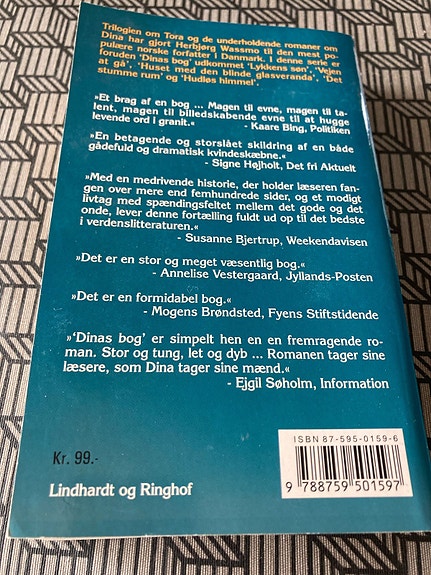 Trilogien om Tora og de underholdende romaner om
Dina har gjort Herbjørg Wassmo til den mest po-
pulære norske forfatter i Danmark. I denne serie er
foruden 'Dinas bog' udkommet 'Lykkens søn', 'Vejen
at gå', 'Huset med den blinde glasveranda', 'Det
stumme rum' og 'Hudløs himmel'.
»Et brag af en bog ... Magen til evne, magen til ta-
lent, magen til billedskabende evne til at hugge
levende ord i granit.«
- Kaare Bing, Politiken
»En betagende og storslået skildring af en både
gådefuld og dramatisk kvindeskæbne.«
- Signe Højholt, Det fri Aktuelt
»Med en medrivende historie, der holder læseren fan-
gen over mere end femhundrede sider, og et modigt
livtag med spændingsfeltet mellem det gode og det
onde, lever denne fortælling fuldt ud op til det bedste
i verdenslitteraturen.«
- Susanne Bjertrup, Weekendavisen
»Det er en stor og meget væsentlig bog.«
- Annelise Vestergaard, Jyllands-Posten
»Det er en formidabel bog.«
- Mogens Brøndsted, Fyens Stiftstidende
»'Dinas bog' er simpelt hen en en fremragende ro-
man. Stor og tung, let og dyb ... Romanen tager sine
læsere, som Dina tager sine mænd.«
- Ejgil Søholm, Information
ISBN 87-595-0159-6
Kr. 99.-
9 788759 501597
Lindhardt og Ringhof